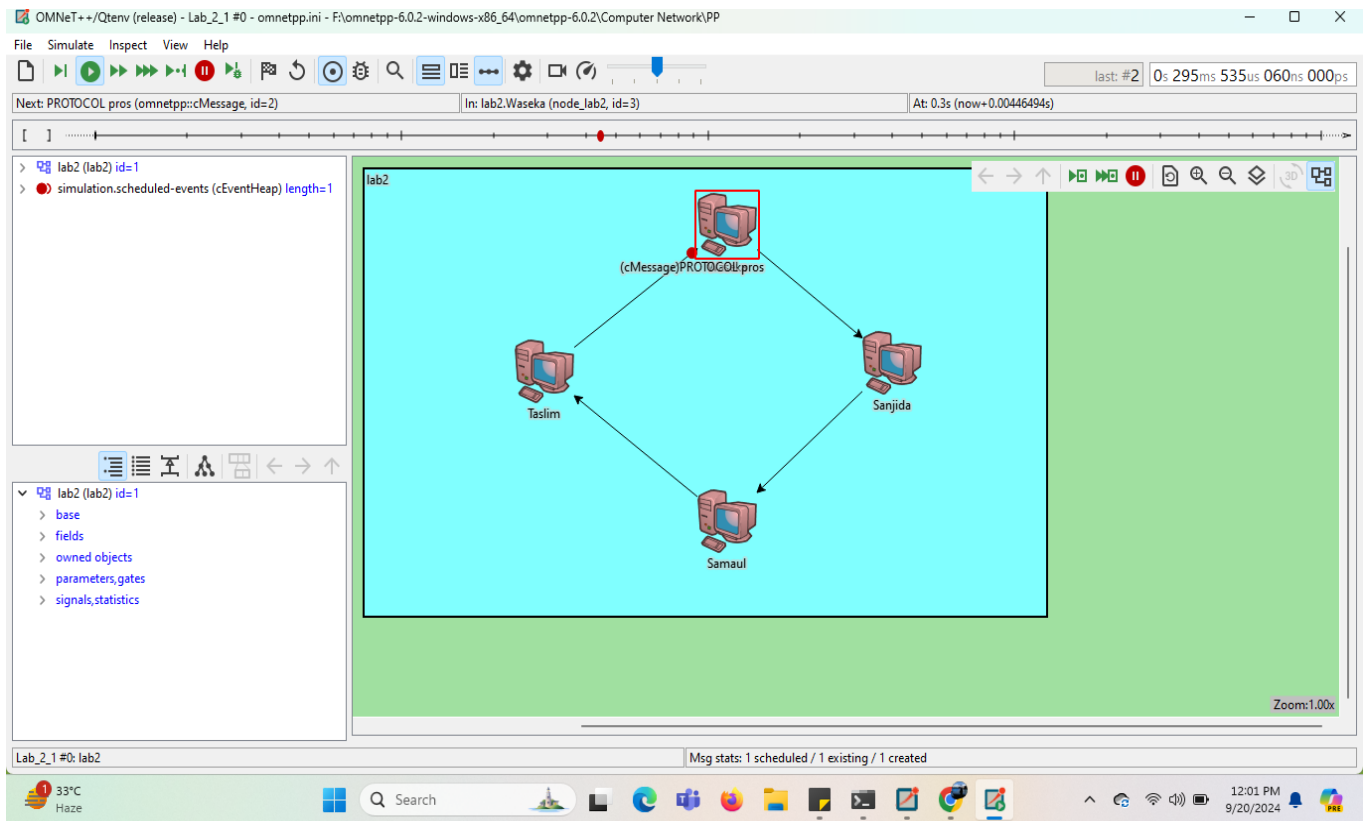 OMNeT++/Qtenv (release) - Lab_2_1 #0 - omnetpp.ini - F:\omnetpp-6.0.2-windows-x86_64\omnetpp-6.0.2\Computer Network\PP
File Simulate Inspect View Help
last: #2 0s 295ms 535us 060ns 000ps
Next: PROTOCOL pros (omnetpp::cMessage, id=2) In: lab2.Waseka (node_lab2, id=3) At: 0.3s (now+0.00446494s)
[ ]
lab2 (lab2) id=1
simulation.scheduled-events (cEventHeap) length=1
lab2
3D
(cMessage)PROTOCOL pros
Taslim
Sanjida
Samaul
lab2 (lab2) id=1
base
fields
owned objects
parameters,gates
signals,statistics
Zoom:1.00x
Lab_2_1 #0: lab2 Msg stats: 1 scheduled / 1 existing / 1 created
1
33°C
Haze
Search
PRE
12:01 PM
9/20/2024